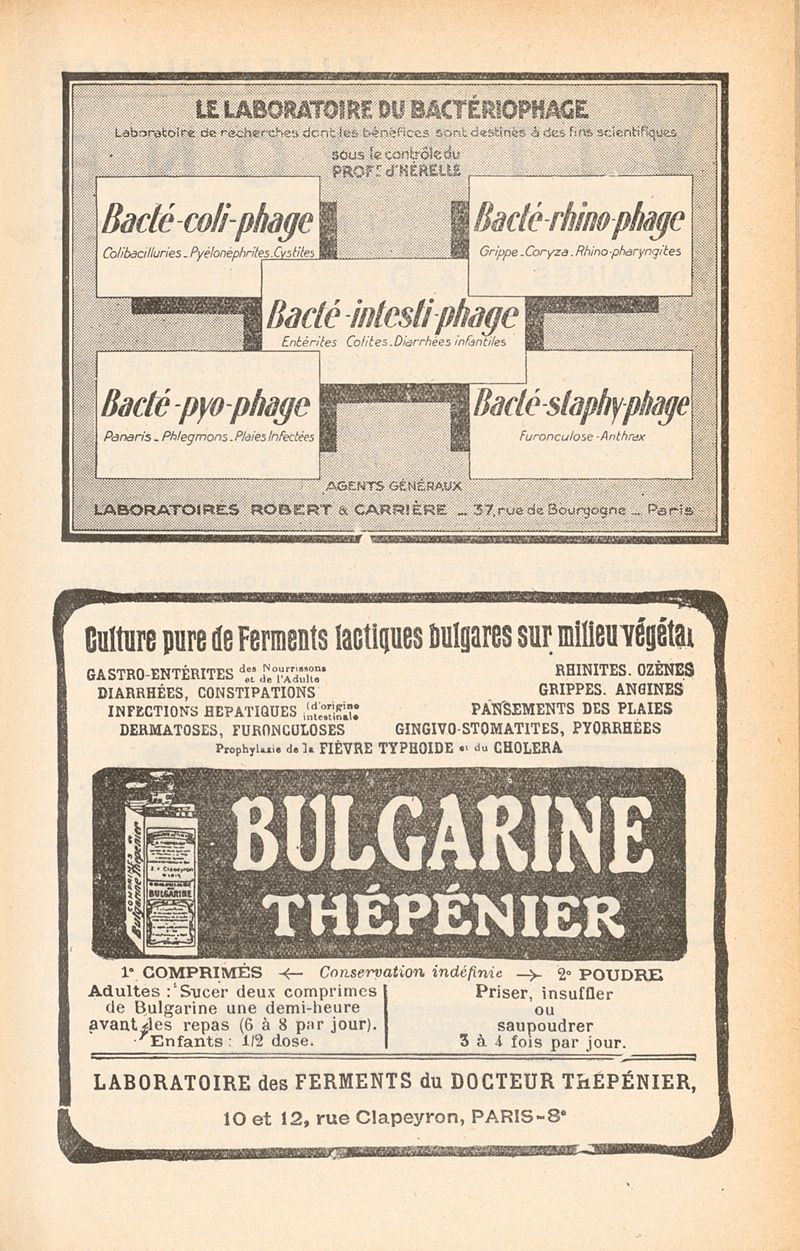 LE LABORATOIRE DU BACTÉRIOPHAGE
Laboratoire de recherches dont les bénéfices sont destinés à des fins scientifiques
sous le contrôle du
PROFr d'HÉRELLE
Bacté-coli-phage
Colibacilluries - Pyélonéphrites - Cystites
Bacté-rhino-phage
Grippe - Coryza - Rhino-pharyngites
Bacté-intesti-phage
Entérites Colites - Diarrhées infantiles
Bacté-pyo-phage
Panaris - Phlegmons - Plaies Infectées
Bacté-staphy-phage
Furonculose - Anthrax
AGENTS GÉNÉRAUX
LABORATOIRES ROBERT & CARRIÈRE _ 37, rue de Bourgogne _ Paris
Culture pure de Ferments lactiques bulgares sur milieu végétal
GASTRO-ENTÉRITES des Nourrissons et de l'Adulte
DIARRHÉES, CONSTIPATIONS
INFECTIONS HEPATIQUES (d'origine intestinale
DERMATOSES, FURONCULOSES
RHINITES. OZÈNES
GRIPPES. ANGINES
PANSEMENTS DES PLAIES
GINGIVO-STOMATITES, PYORRHÉES
Prophylaxie de la FIÈVRE TYPHOIDE et du CHOLERA
COMPRIMÉS de
Bulgarine Thépenier
BULGARINE
BULGARINE
THÉPÉNIER
1° COMPRIMÉS ⤙ Conservation indéfinie ⤚ 2° POUDRE
Adultes : Sucer deux comprimes
de Bulgarine une demi-heure
avant les repas (6 à 8 par jour).
Enfants : 1/2 dose.
Priser, insuffler
ou
saupoudrer
3 à 4 fois par jour.
LABORATOIRE des FERMENTS du DOCTEUR THÉPÉNIER,
10 et 12, rue Clapeyron, PARIS-8e